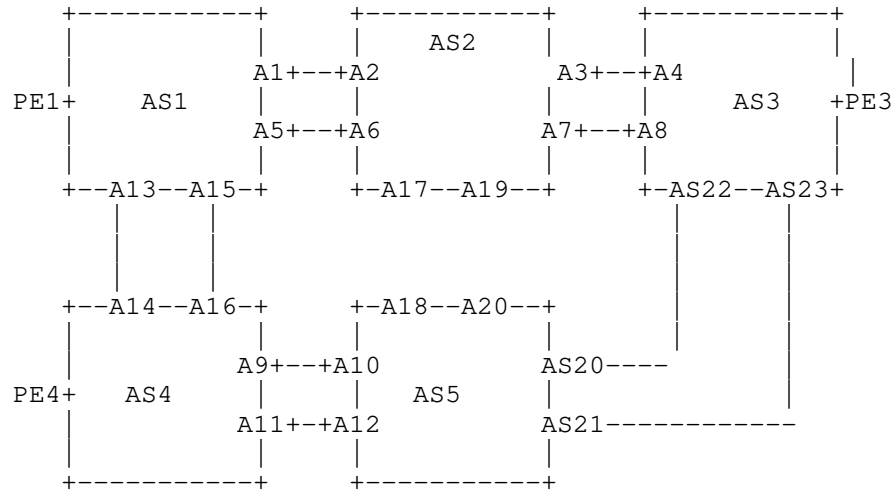 AS2
A1+--+A2 A3+--+A4
PE1+ AS1 AS3 +PE3
A5+--+A6 A7+--+A8
+--A13--A15-+ +-A17--A19--+ +-AS22--AS23+
+--A14--A16-+ +-A18--A20--+
A9+--+A10 AS20----
PE4+ AS4 AS5
A11+-+A12 AS21------------